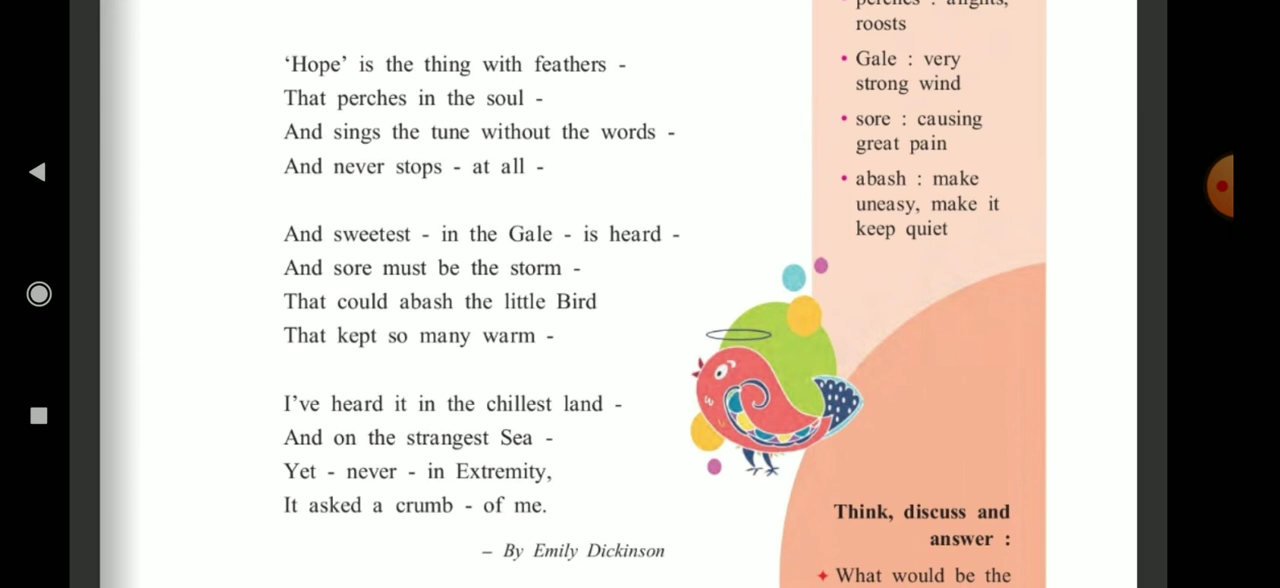 ‘Hope’ is the thing with feathers -
That perches in the soul -
And sings the tune without the words -
And never stops - at all -
And sweetest - in the Gale - is heard -
And sore must be the storm -
That could abash the little Bird
That kept so many warm -
I’ve heard it in the chillest land -
And on the strangest Sea -
Yet - never - in Extremity,
It asked a crumb - of me.
– By Emily Dickinson
• perches : alights,
roosts
• Gale : very
strong wind
• sore : causing
great pain
• abash : make
uneasy, make it
keep quiet
Think, discuss and
answer :
What would be the